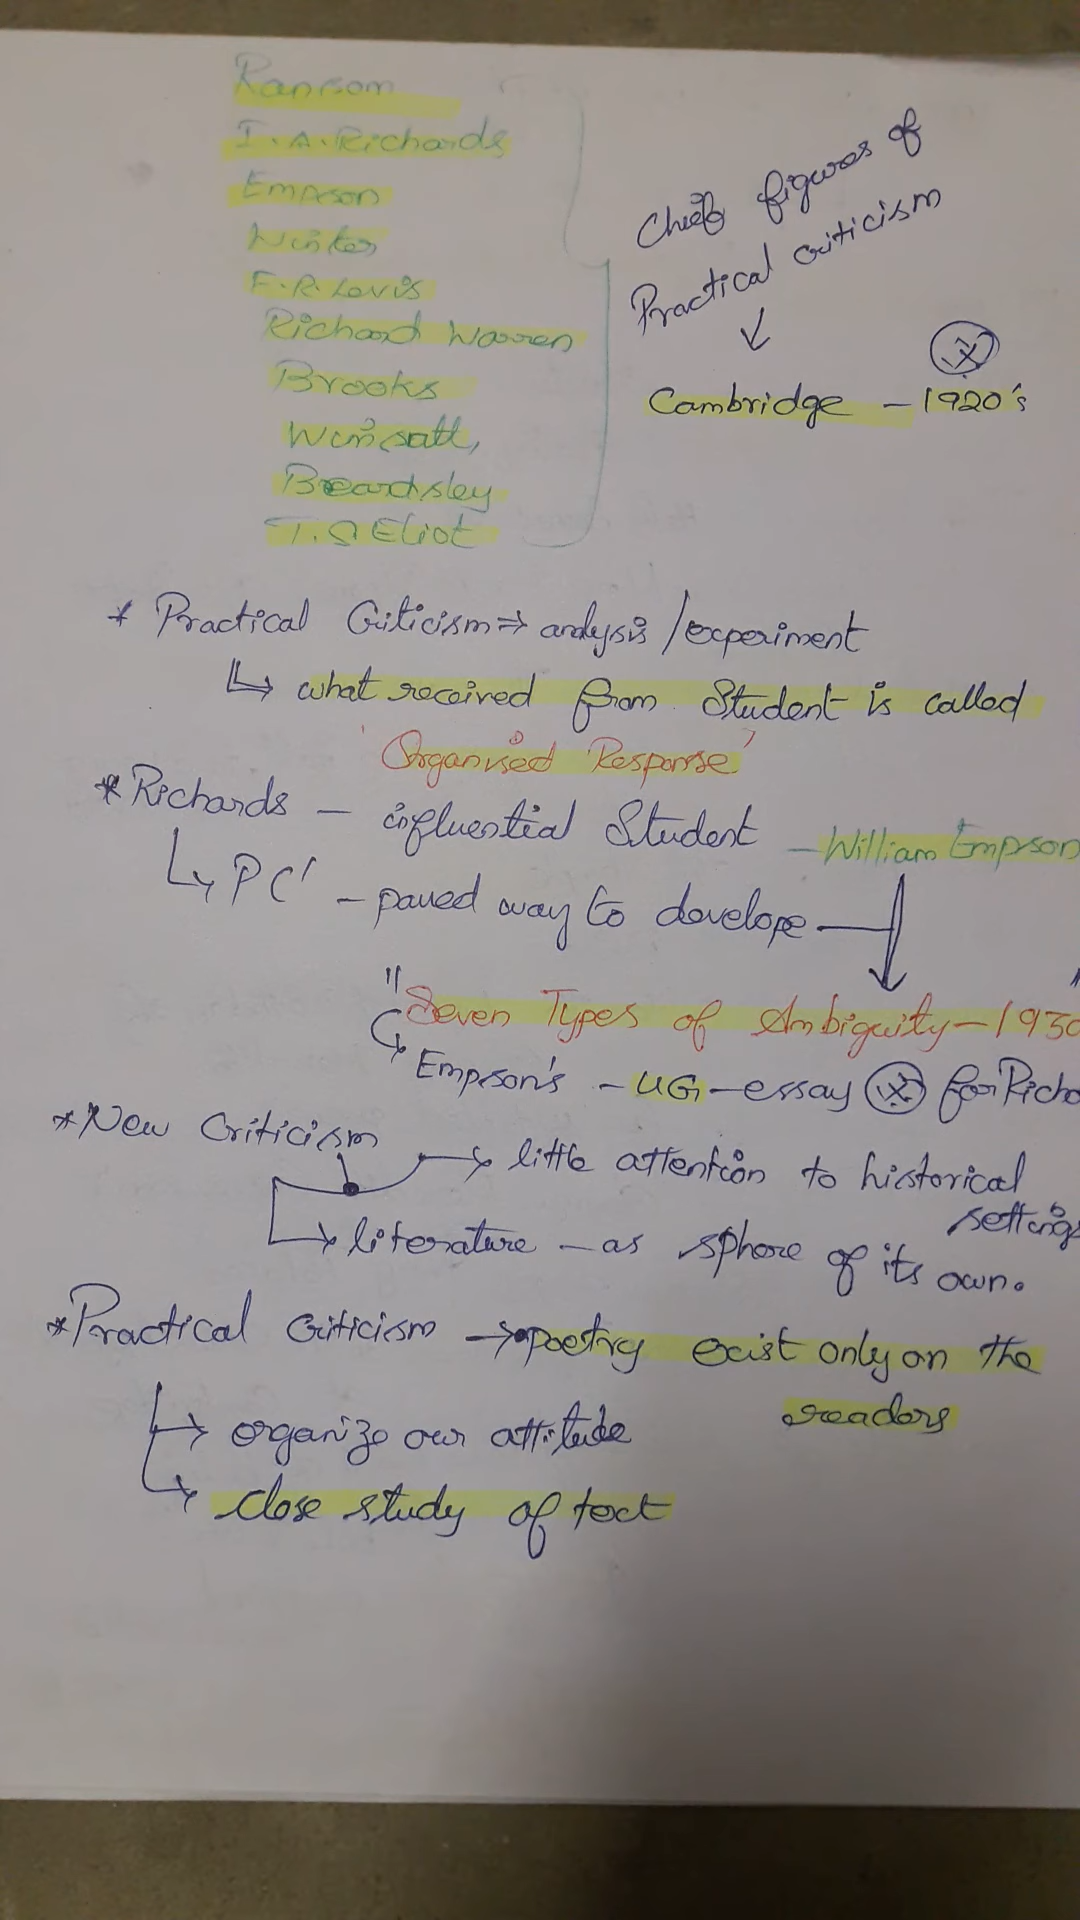 Ransom
I.A. Richards
Empson
Winter
F.R. Lavis
Richard Warren
Brooks
Wimsatt,
Beardsley
T.S Eliot
Chief figures of
Practical criticism
Cambridge - 1920's
* Practical Criticism ⇒ analysis / experiment
↳ what received from Student is called
'Organised Response'
* Richards - influential Student - William Empson
↳ PC' - paved way to develope
"Seven Types of Ambiguity - 1930
Empson's - UG - essay for Richa
* New Criticism
→ little attention to historical
settings
↳ literature - as sphere of its own.
* Practical criticism → poetry exist only on the
readers
→ organize our attitude
→ close study of text